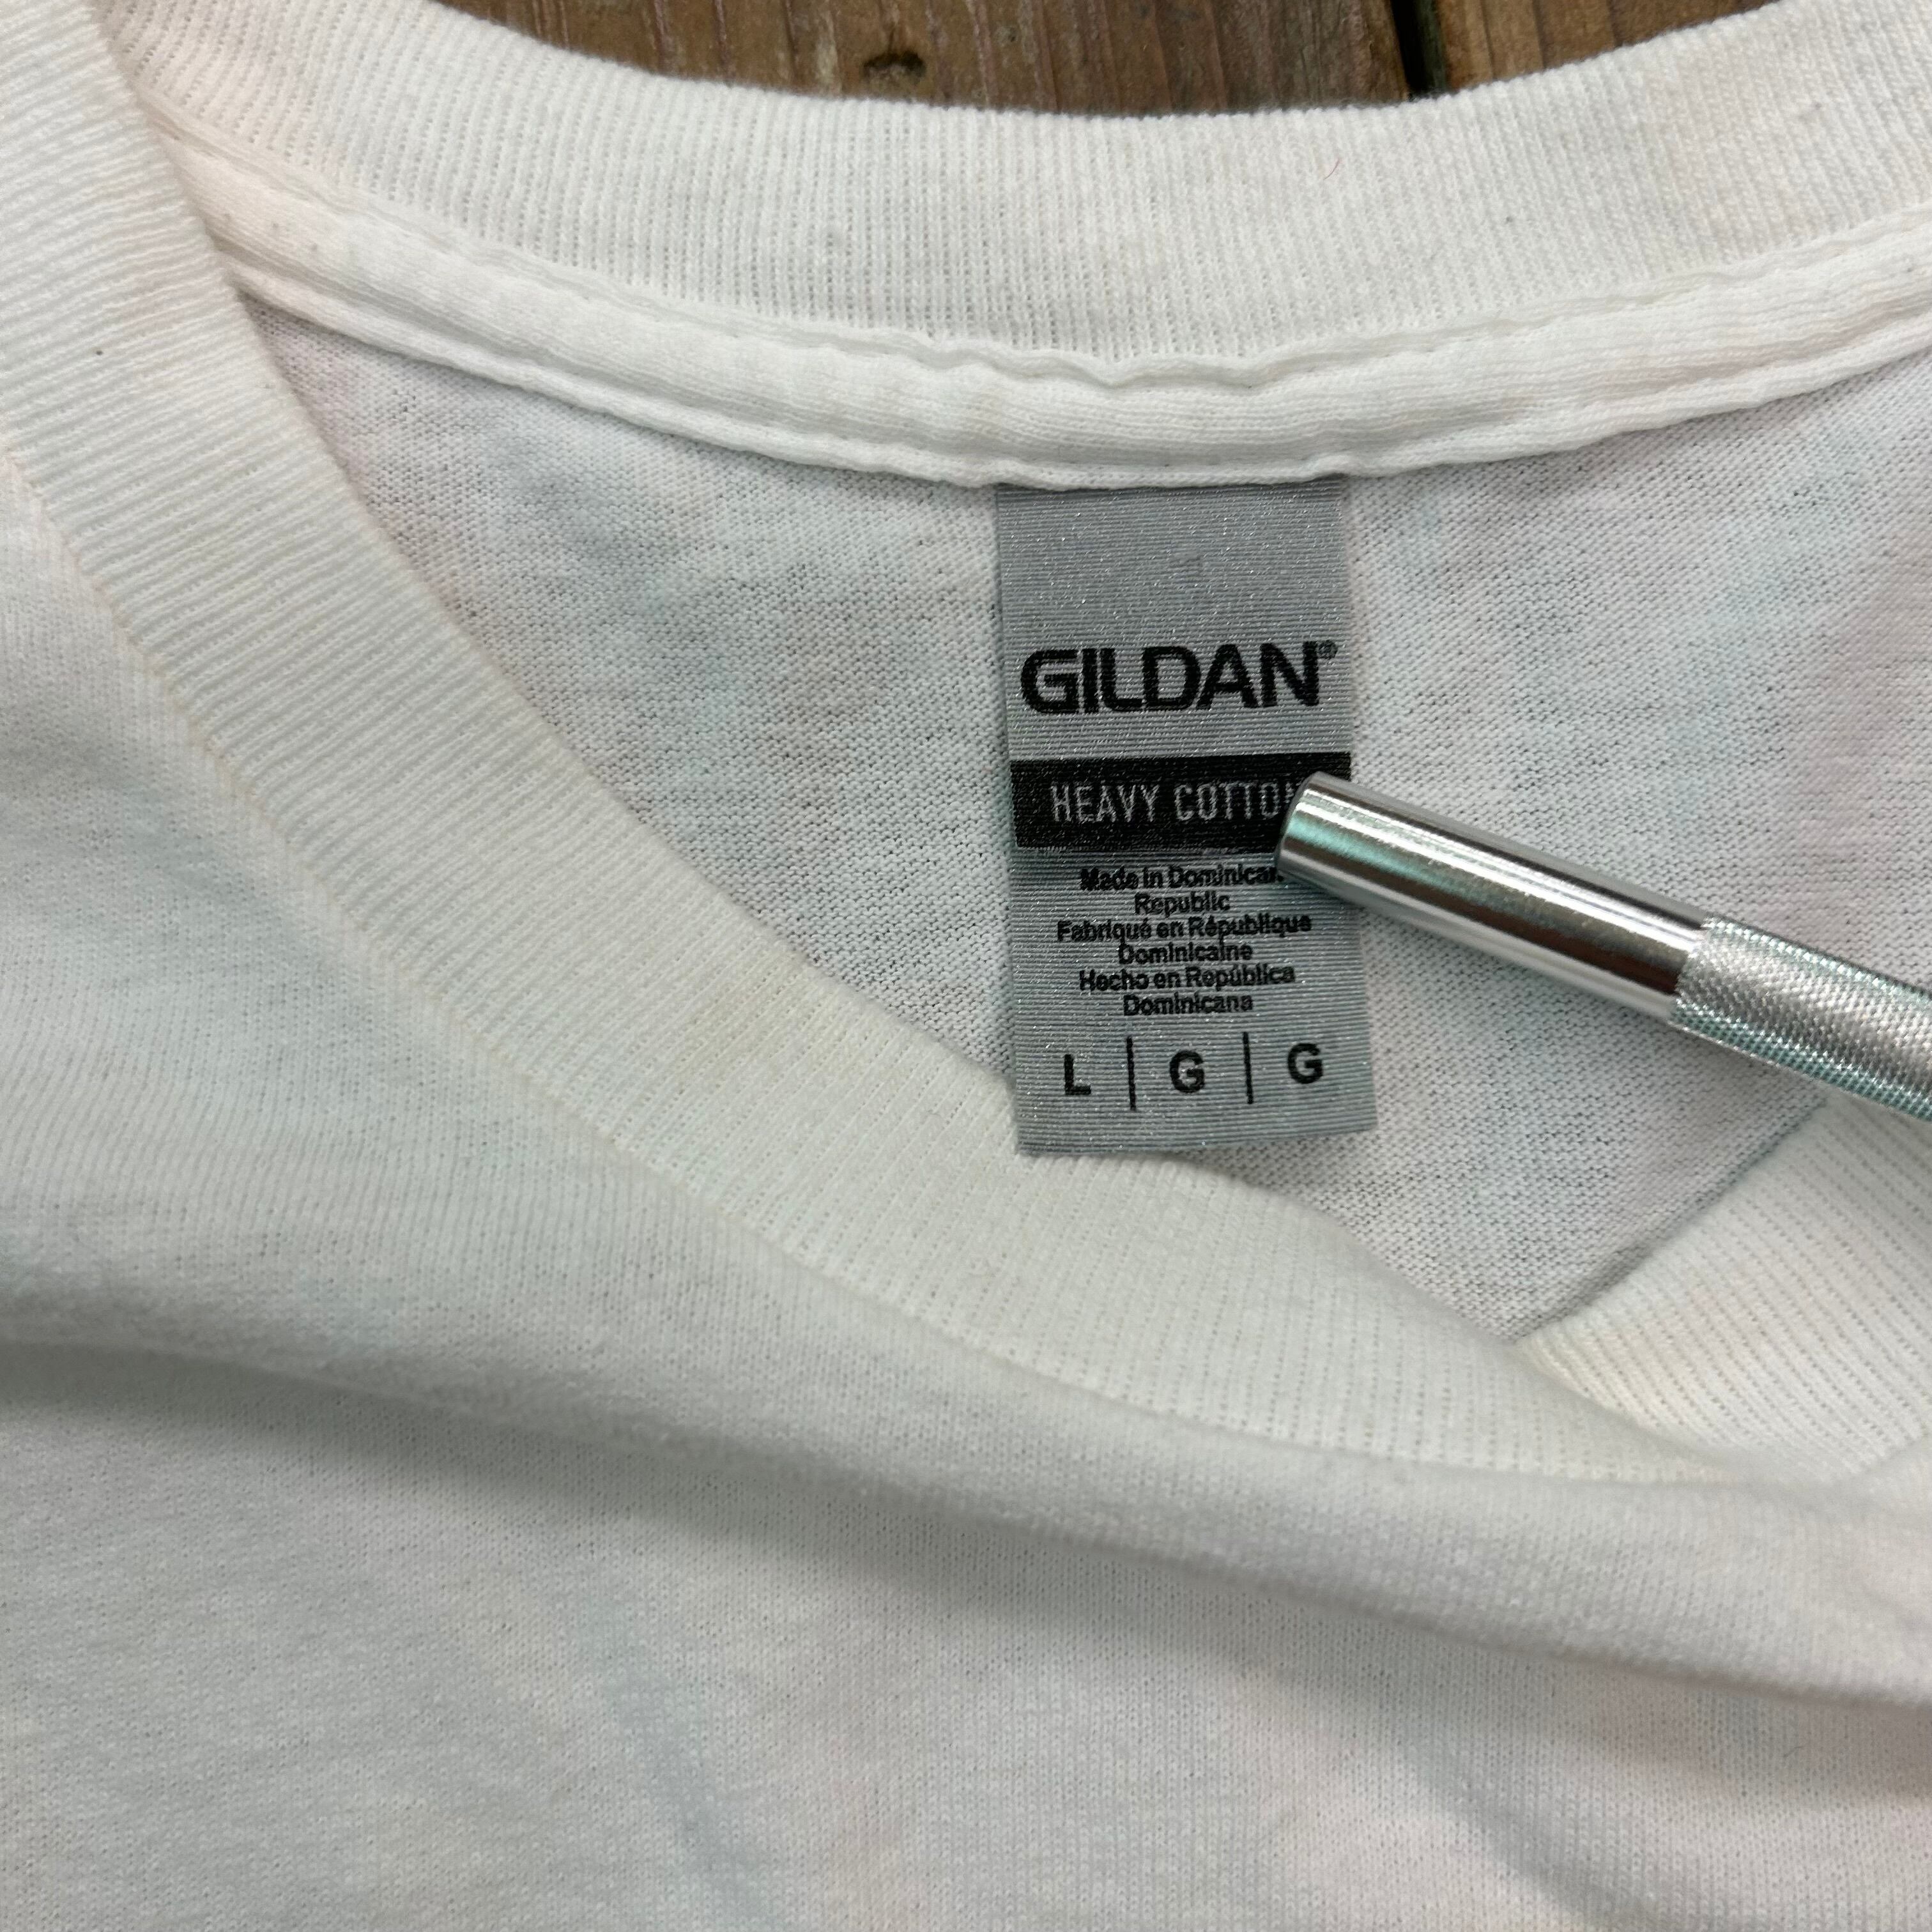 GILDAN®
HEAVY COTTON
Made in Dominican
Republic
Fabriqué en République
Dominicaine
Hecho en República
Dominicana
L | G | G